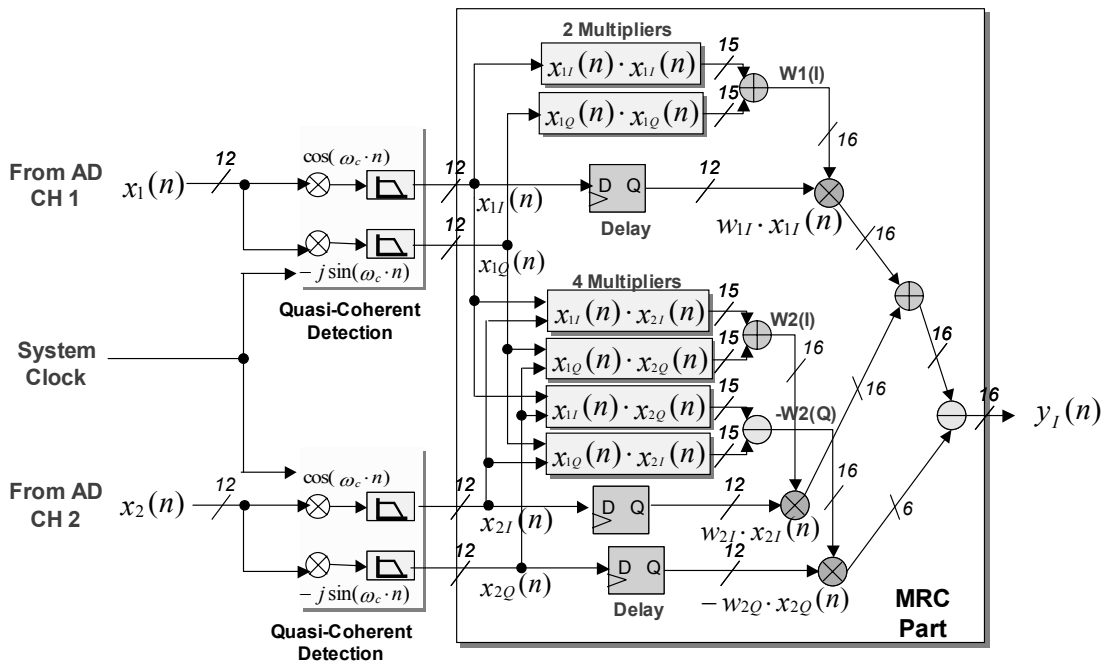 2 Multipliers
15
x1I(n) · x1I(n)
W1(I)
15
x1Q(n) · x1Q(n)
16
cos(ωc · n)
From AD
CH 1
x1(n)
12
12
x1I(n)
D Q
Delay
12
w1I · x1I(n)
16
12
x1Q(n)
− j sin(ωc · n)
Quasi-Coherent
Detection
4 Multipliers
15
x1I(n) · x2I(n)
W2(I)
15
x1Q(n) · x2Q(n)
16
16
16
System
Clock
15
x1I(n) · x2Q(n)
-W2(Q)
15
x1Q(n) · x2I(n)
16
16
yI(n)
cos(ωc · n)
From AD
CH 2
x2(n)
12
12
x2I(n)
D Q
12
w2I · x2I(n)
6
12
x2Q(n)
D Q
Delay
12
− w2Q · x2Q(n)
− j sin(ωc · n)
Quasi-Coherent
Detection
MRC
Part